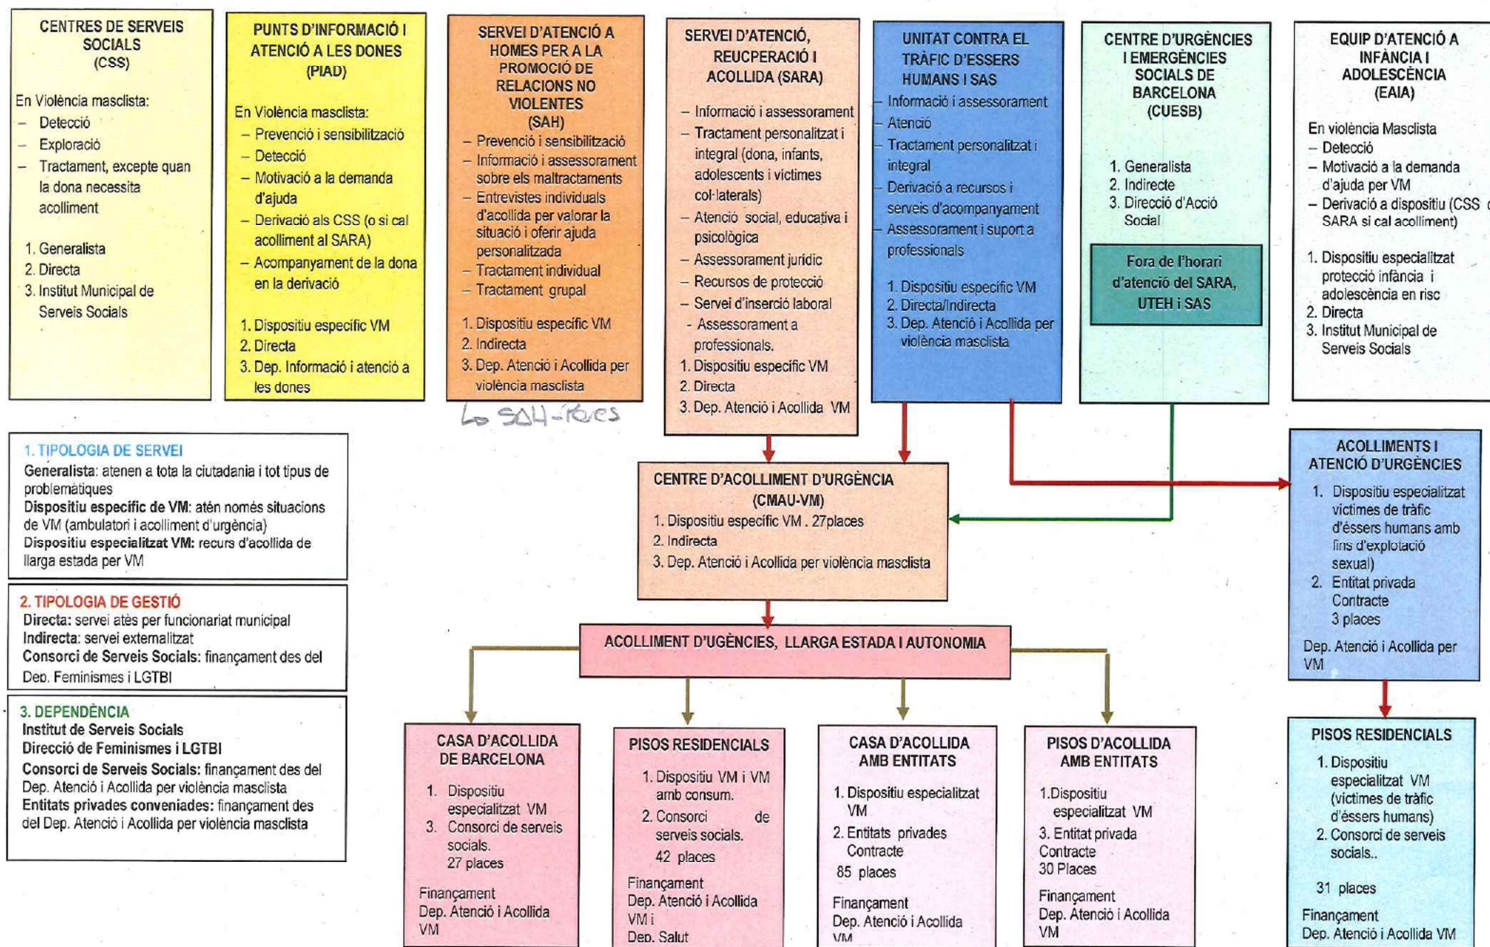 CENTRES DE SERVEIS
SOCIALS
(CSS)
En Violència masclista:
– Detecció
– Exploració
– Tractament, excepte quan
la dona necessita
acolliment
1. Generalista
2. Directa
3. Institut Municipal de
Serveis Socials
PUNTS D'INFORMACIÓ I
ATENCIÓ A LES DONES
(PIAD)
En Violència masclista:
– Prevenció i sensibilització
– Detecció
– Motivació a la demanda
d'ajuda
– Derivació als CSS (o si cal
acolliment al SARA)
– Acompanyament de la dona
en la derivació
1. Dispositiu específic VM
2. Directa
3. Dep. Informació i atenció a
les dones
SERVEI D'ATENCIÓ A
HOMES PER A LA
PROMOCIÓ DE
RELACIONS NO
VIOLENTES
(SAH)
– Prevenció i sensibilització
– Informació i assessorament
sobre els maltractaments
– Entrevistes individuals
d'acollida per valorar la
situació i oferir ajuda
personalitzada
– Tractament individual
– Tractament grupal
1. Dispositiu específic VM
2. Indirecta
3. Dep. Atenció i Acollida per
violència masclista
SERVEI D'ATENCIÓ,
REUCPERACIÓ I
ACOLLIDA (SARA)
– Informació i assessorament
– Tractament personalitzat i
integral (dona, infants,
adolescents i víctimes
col·laterals)
– Atenció social, educativa i
psicològica
– Assessorament jurídic
– Recursos de protecció
– Servei d'inserció laboral
- Assessorament a
professionals.
1. Dispositiu específic VM
2. Directa
3. Dep. Atenció i Acollida VM
UNITAT CONTRA EL
TRÀFIC D'ESSERS
HUMANS I SAS
– Informació i assessorament
– Atenció
– Tractament personalitzat i
integral
– Derivació a recursos i
serveis d'acompanyament
– Assessorament i suport a
professionals
1. Dispositiu específic VM
2. Directa/Indirecta
3. Dep. Atenció i Acollida per
violència masclista
CENTRE D'URGÈNCIES
I EMERGÈNCIES
SOCIALS DE
BARCELONA
(CUESB)
1. Generalista
2. Indirecte
3. Direcció d'Acció
Social
Fora de l'horari
d'atenció del SARA,
UTEH i SAS
EQUIP D'ATENCIÓ A
INFÀNCIA I
ADOLESCÈNCIA
(EAIA)
En violència Masclista
– Detecció
– Motivació a la demanda
d'ajuda per VM
– Derivació a dispositiu (CSS
SARA si cal acolliment)
1. Dispositiu especialitzat
protecció infància i
adolescència en risc
2. Directa
3. Institut Municipal de
Serveis Socials
1. TIPOLOGIA DE SERVEI
Generalista: atenen a tota la ciutadania i tot tipus de
problemàtiques
Dispositiu específic de VM: atén només situacions
de VM (ambulatori i acolliment d'urgència)
Dispositiu especialitzat VM: recurs d'acollida de
llarga estada per VM
2. TIPOLOGIA DE GESTIÓ
Directa: servei atès per funcionariat municipal
Indirecta: servei externalitzat
Consorci de Serveis Socials: finançament des del
Dep. Feminismes i LGTBI
3. DEPENDÈNCIA
Institut de Serveis Socials
Direcció de Feminismes i LGTBI
Consorci de Serveis Socials: finançament des del
Dep. Atenció i Acollida per violència masclista
Entitats privades conveniades: finançament des
del Dep. Atenció i Acollida per violència masclista
CENTRE D'ACOLLIMENT D'URGÈNCIA
(CMAU-VM)
1. Dispositiu específic VM . 27places
2. Indirecta
3. Dep. Atenció i Acollida per violència masclista
ACOLLIMENTS I
ATENCIÓ D'URGÈNCIES
1. Dispositiu especialitzat
víctimes de tràfic
d'éssers humans amb
fins d'explotació
sexual)
2. Entitat privada
Contracte
3 places
Dep. Atenció i Acollida per
VM
ACOLLIMENT D'UGÈNCIES, LLARGA ESTADA I AUTONOMIA
CASA D'ACOLLIDA
DE BARCELONA
1. Dispositiu
especialitzat VM
3. Consorci de serveis
socials.
27 places
Finançament
Dep. Atenció i Acollida
VM
PISOS RESIDENCIALS
1. Dispositiu VM i VM
amb consum.
2. Consorci de
serveis socials.
42 places
Finançament
Dep. Atenció i Acollida
VM i
Dep. Salut
CASA D'ACOLLIDA
AMB ENTITATS
1. Dispositiu especialitzat
VM
2. Entitats privades
Contracte
85 places
Finançament
Dep. Atenció i Acollida
VM
PISOS D'ACOLLIDA
AMB ENTITATS
1.Dispositiu
especialitzat VM
3. Entitat privada
Contracte
30 Places
Finançament
Dep. Atenció i Acollida
VM
PISOS RESIDENCIALS
1. Dispositiu
especialitzat VM
(víctimes de tràfic
d'éssers humans)
2. Consorci de serveis
socials..
31 places
Finançament
Dep. Atenció i Acollida VM